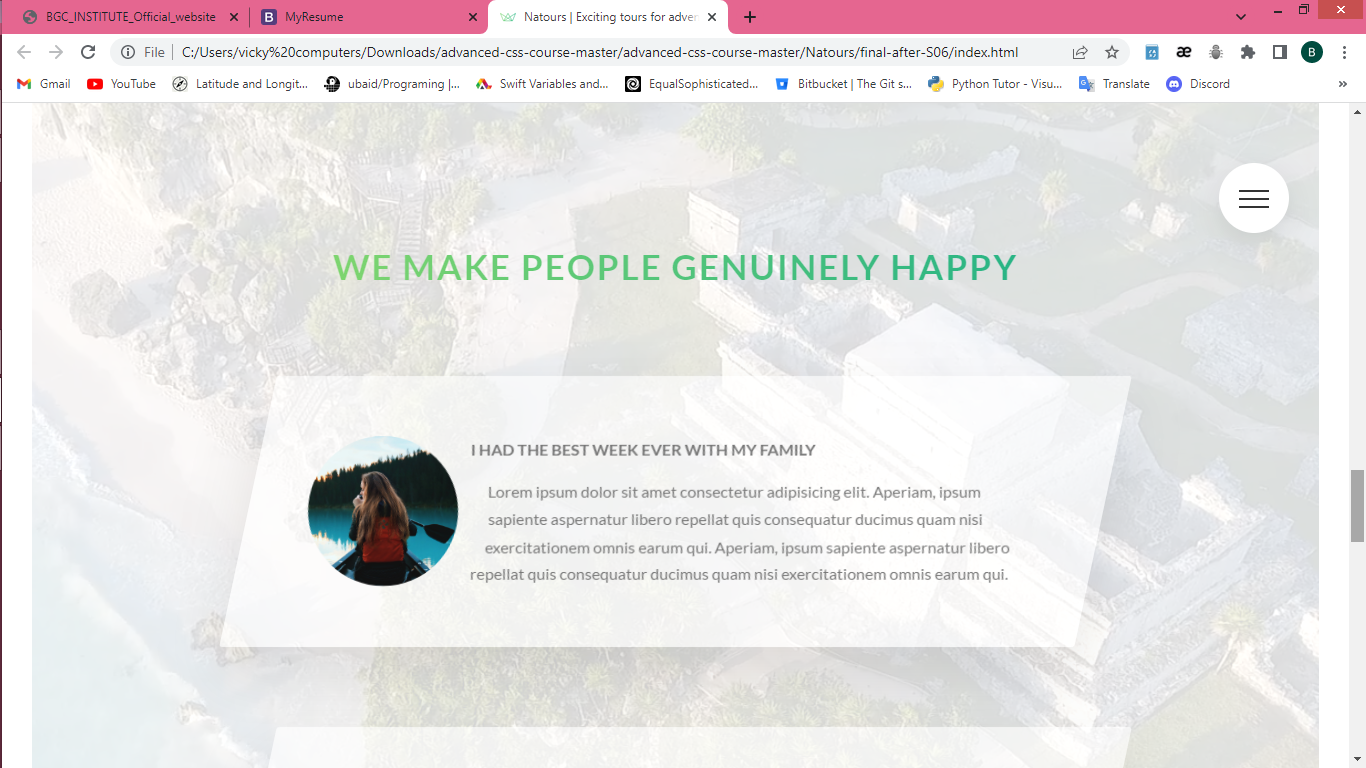 BGC_INSTITUTE_Official_website
MyResume
Natours | Exciting tours for adver
File
C:/Users/vicky%20computers/Downloads/advanced-css-course-master/advanced-css-course-master/Natours/final-after-S06/index.html
B
Gmail
YouTube
Latitude and Longit...
ubaid/Programing |...
Swift Variables and...
EqualSophisticated...
Bitbucket | The Git s...
Python Tutor - Visu...
Translate
Discord
WE MAKE PEOPLE GENUINELY HAPPY
I HAD THE BEST WEEK EVER WITH MY FAMILY
Lorem ipsum dolor sit amet consectetur adipisicing elit. Aperiam, ipsum
sapiente aspernatur libero repellat quis consequatur ducimus quam nisi
exercitationem omnis earum qui. Aperiam, ipsum sapiente aspernatur libero
repellat quis consequatur ducimus quam nisi exercitationem omnis earum qui.